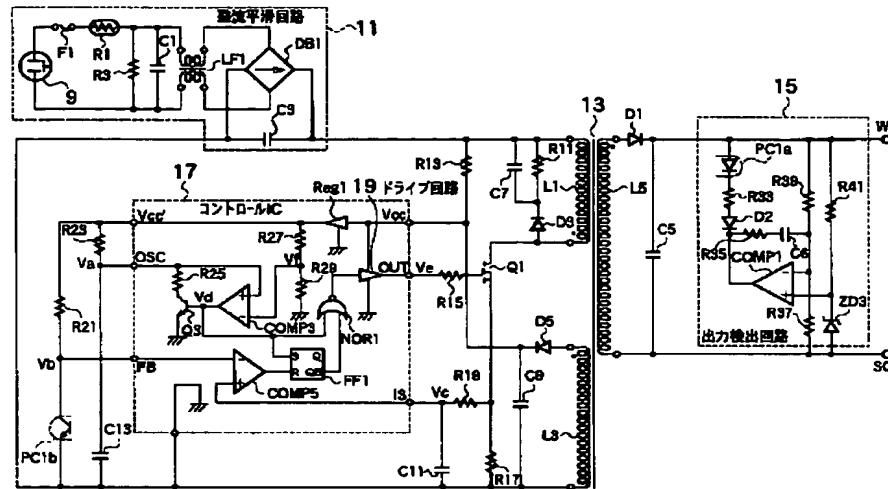 整流平滑回路
11
F1
R1
C1
R3
LF1
DB1
9
C3
13
D1
15
W
R13
C7
R11
L1
L5
PC1a
R33
R39
R41
17
コントロールIC
Reg1
19
ドライブ回路
Vcc'
Vcc
D3
D2
R23
R27
C5
R35
C6
Va
OSC
Vf
R29
OUT
Ve
Q1
COMP1
R25
Vd
R15
R21
Q3
COMP3
NOR1
R37
ZD3
出力検出回路
Vb
FB
S
Q
R
QB
FF1
D5
SG
COMP5
IS
Vc
R19
C9
L3
PC1b
C13
C11
R17